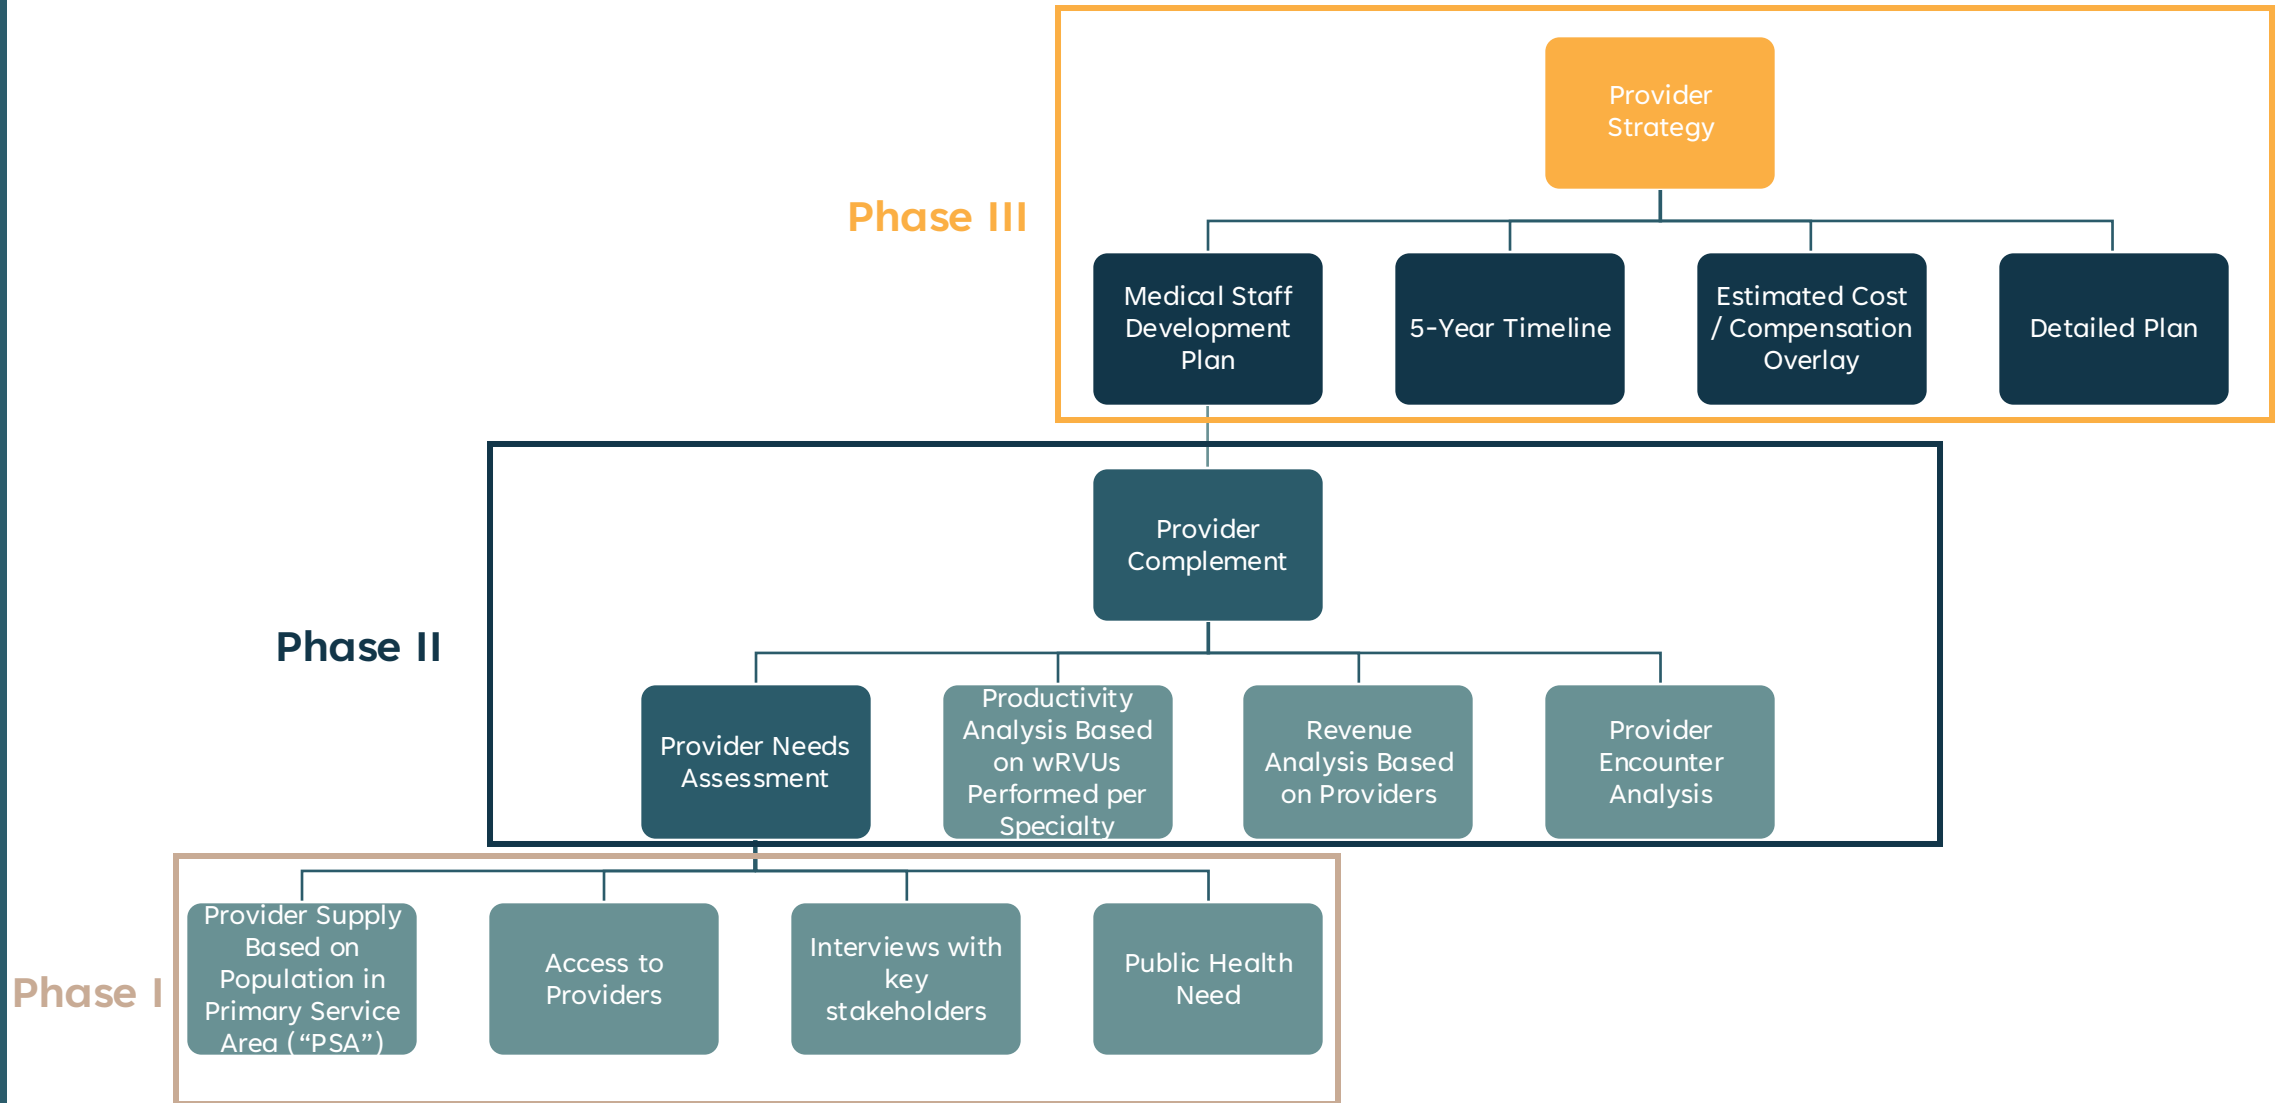 Provider
Strategy
Phase III
Medical Staff
Development
Plan
5-Year Timeline
Estimated Cost
/ Compensation
Overlay
Detailed Plan
Provider
Complement
Phase II
Provider Needs
Assessment
Productivity
Analysis Based
on wRVUs
Performed per
Specialty
Revenue
Analysis Based
on Providers
Provider
Encounter
Analysis
Phase I
Provider Supply
Based on
Population in
Primary Service
Area (“PSA”)
Access to
Providers
Interviews with
key
stakeholders
Public Health
Need